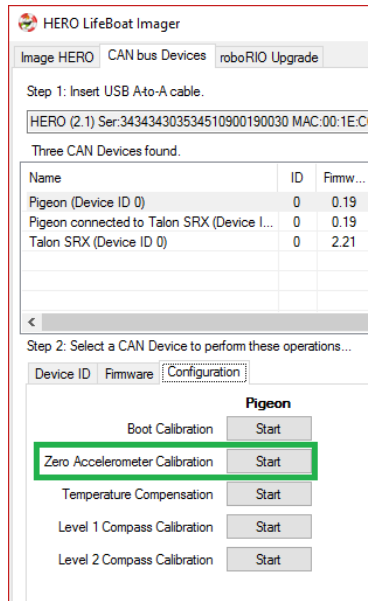 HERO LifeBoat Imager
Image HERO CAN bus Devices roboRIO Upgrade
Step 1: Insert USB A-to-A cable.
HERO (2.1) Ser:343434303534510900190030 MAC:00:1E:C0
Three CAN Devices found.
Name ID Firmw...
Pigeon (Device ID 0) 0 0.19
Pigeon connected to Talon SRX (Device I... 0 0.19
Talon SRX (Device ID 0) 0 2.21
Step 2: Select a CAN Device to perform these operations...
Device ID Firmware Configuration
Pigeon
Boot Calibration Start
Zero Accelerometer Calibration Start
Temperature Compensation Start
Level 1 Compass Calibration Start
Level 2 Compass Calibration Start